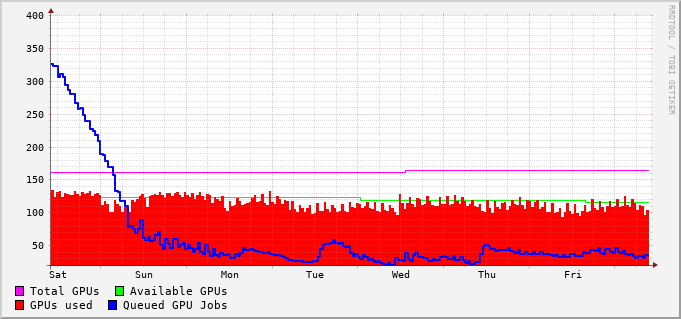 400
350
300
250
200
150
100
50
Sat Sun Mon Tue Wed Thu Fri
Total GPUs Available GPUs
GPUs used Queued GPU Jobs
RRDTOOL / TOBI OETIKER